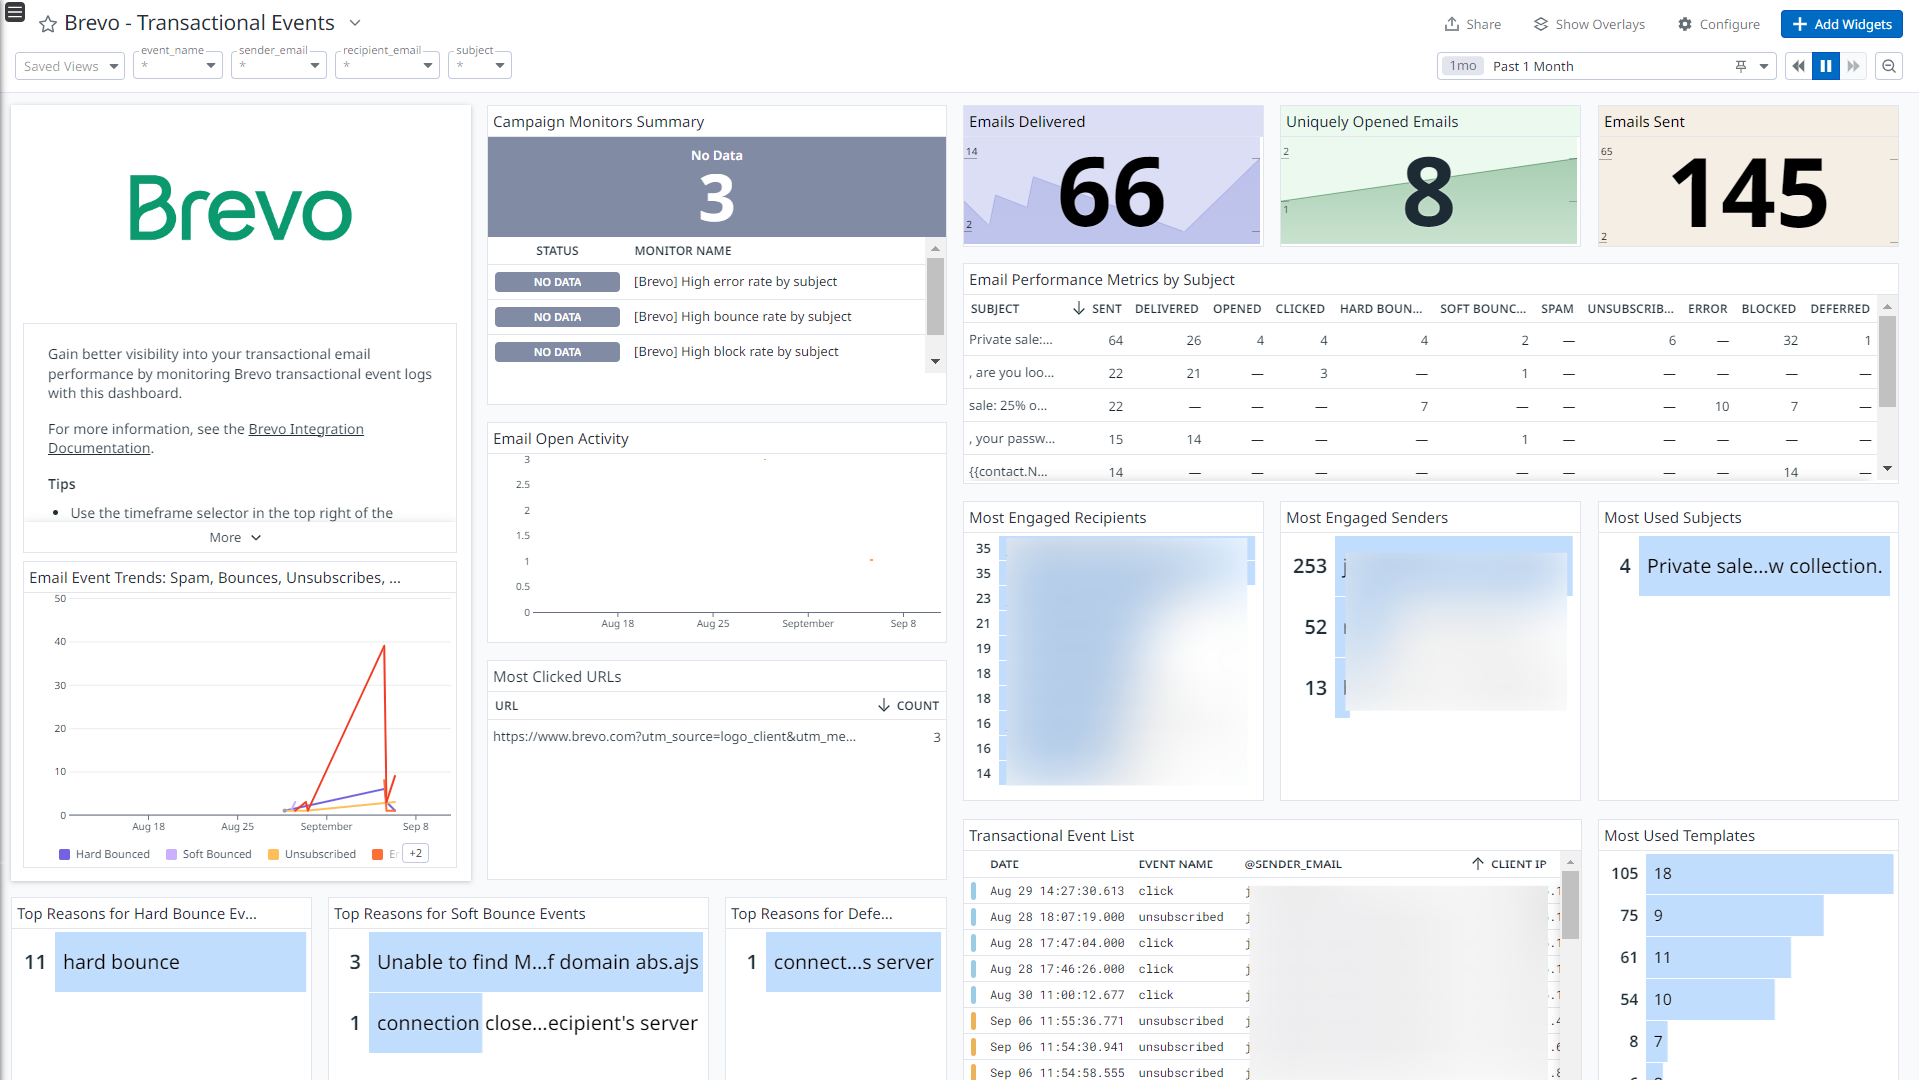 Brevo - Transactional Events
Share
Show Overlays
Configure
Add Widgets
Saved Views
event_name
*
sender_email
*
recipient_email
*
subject
*
1mo
Past 1 Month
Brevo
Gain better visibility into your transactional email
performance by monitoring Brevo transactional event logs
with this dashboard.
For more information, see the Brevo Integration
Documentation.
Tips
• Use the timeframe selector in the top right of the
More
Email Event Trends: Spam, Bounces, Unsubscribes, ...
50
40
30
20
10
0
Aug 18 Aug 25 September Sep 8
Hard Bounced Soft Bounced Unsubscribed +2
Campaign Monitors Summary
No Data
3
STATUS MONITOR NAME
NO DATA [Brevo] High error rate by subject
NO DATA [Brevo] High bounce rate by subject
NO DATA [Brevo] High block rate by subject
Email Open Activity
3
2.5
2
1.5
1
0.5
0
Aug 18 Aug 25 September Sep 8
Most Clicked URLs
URL COUNT
https://www.brevo.com?utm_source=logo_client&utm_me... 3
Emails Delivered
14
2
66
Uniquely Opened Emails
2
1
8
Emails Sent
65
2
145
Email Performance Metrics by Subject
SUBJECT SENT DELIVERED OPENED CLICKED HARD BOUN... SOFT BOUNC... SPAM UNSUBSCRIB... ERROR BLOCKED DEFERRED
Private sale:... 64 26 4 4 4 2 — 6 — 32 1
, are you loo... 22 21 — 3 — 1 — — — — —
sale: 25% o... 22 — — — 7 — — — 10 7 —
, your passw... 15 14 — — — 1 — — — — —
{{contact.N... 14 — — — — — — — — 14 —
Most Engaged Recipients
35
35
23
21
19
18
18
16
16
14
Most Engaged Senders
253 j
52
13
Most Used Subjects
4 Private sale...w collection.
Transactional Event List
DATE EVENT NAME @SENDER_EMAIL CLIENT IP
Aug 29 14:27:30.613 click j
Aug 28 18:07:19.000 unsubscribed j
Aug 28 17:47:04.000 click j
Aug 28 17:46:26.000 click j
Aug 30 11:00:12.677 click j
Sep 06 11:55:36.771 unsubscribed j
Sep 06 11:54:30.941 unsubscribed j
Sep 06 11:54:58.555 unsubscribed j
Most Used Templates
105 18
75 9
61 11
54 10
8 7
Top Reasons for Hard Bounce Ev...
11 hard bounce
Top Reasons for Soft Bounce Events
3 Unable to find M...f domain abs.ajs
1 connection close...ecipient's server
Top Reasons for Defe...
1 connect...s server